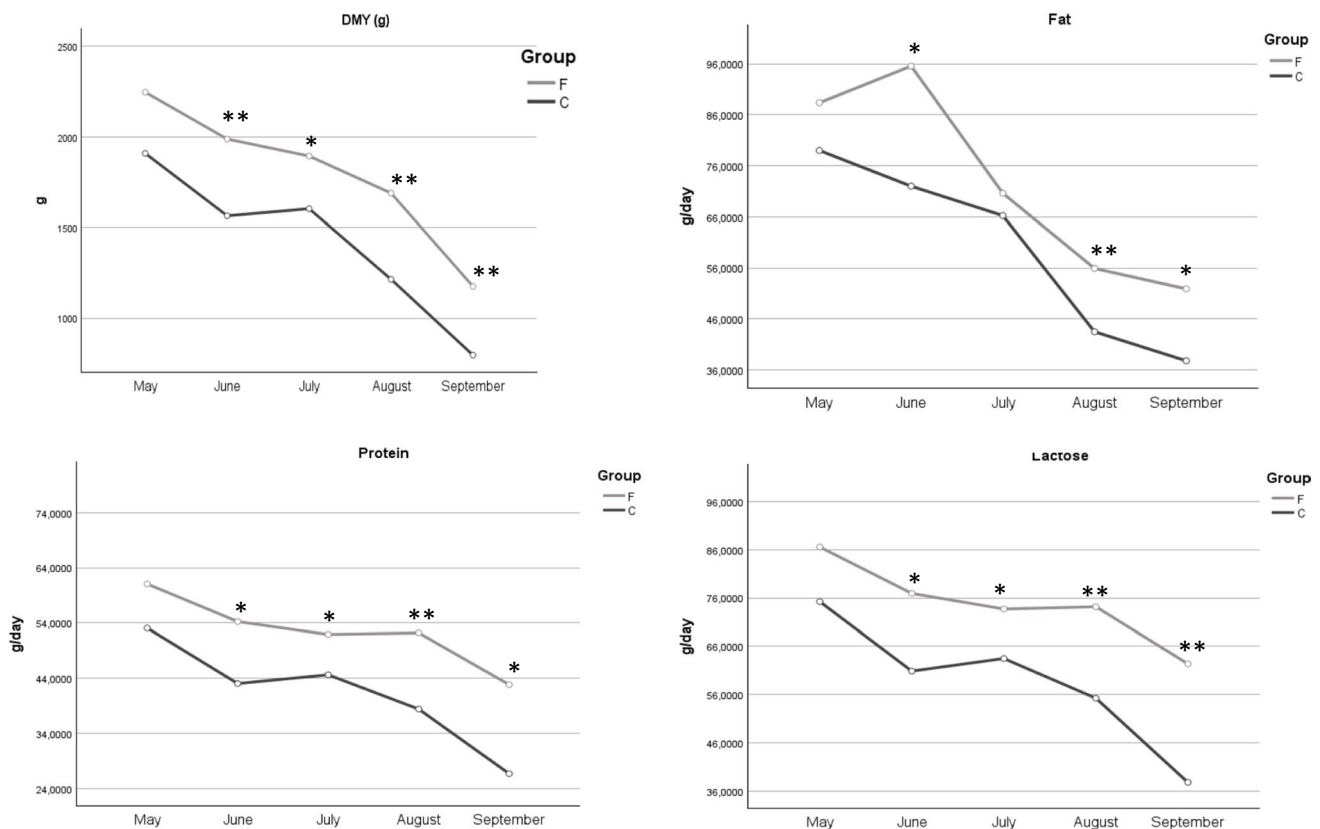 DMY (g)
2500
2000
1500
1000
g
Group
F
C
**
*
**
**
May June July August September
Fat
96,0000
86,0000
76,0000
66,0000
56,0000
46,0000
36,0000
g/day
Group
F
C
*
**
*
May June July August September
Protein
74,0000
64,0000
54,0000
44,0000
34,0000
24,0000
g/day
Group
F
C
*
*
**
*
May June July August September
Lactose
96,0000
86,0000
76,0000
66,0000
56,0000
46,0000
36,0000
g/day
Group
F
C
*
*
**
**
May June July August September